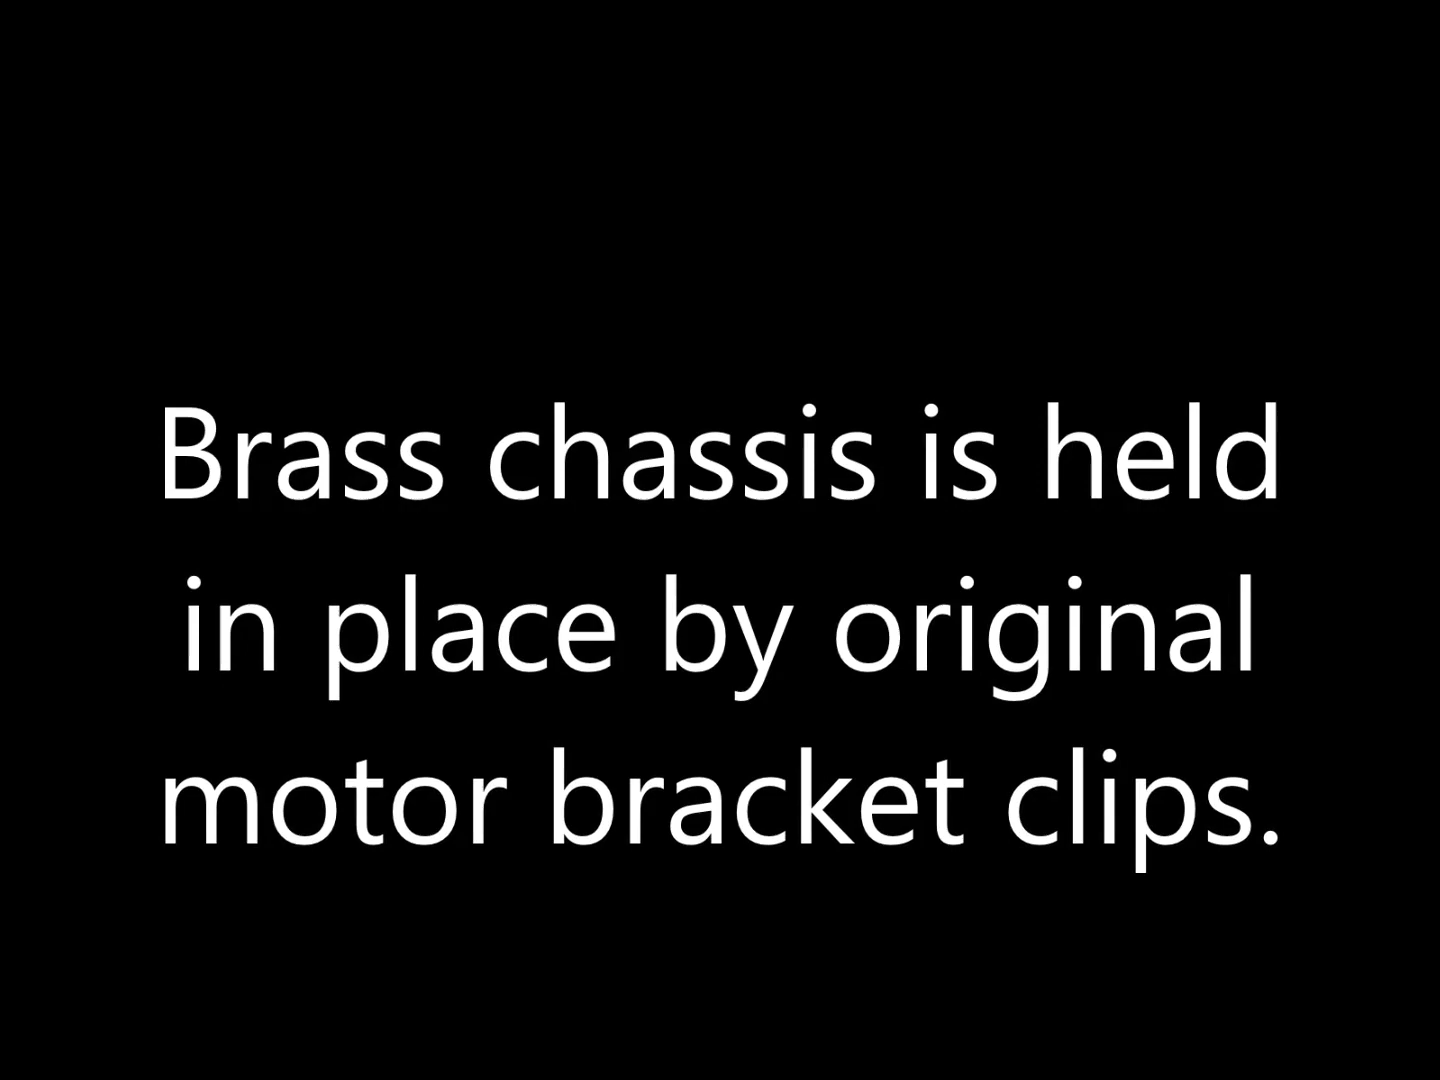 Brass chassis is held
in place by original
motor bracket clips.